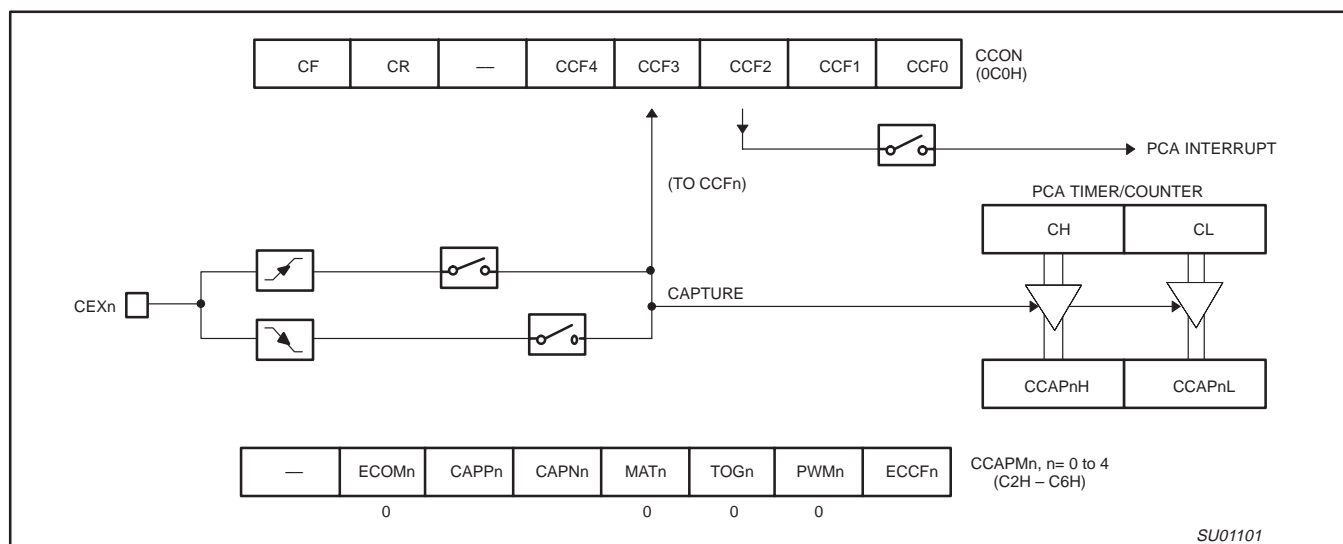 CF CR — CCF4 CCF3 CCF2 CCF1 CCF0
CCON
(0C0H)
PCA INTERRUPT
(TO CCFn)
PCA TIMER/COUNTER
CH CL
CEXn
CAPTURE
CCAPnH CCAPnL
— ECOMn CAPPn CAPNn MATn TOGn PWMn ECCFn
CCAPMn, n= 0 to 4
(C2H – C6H)
0 0 0 0
SU01101